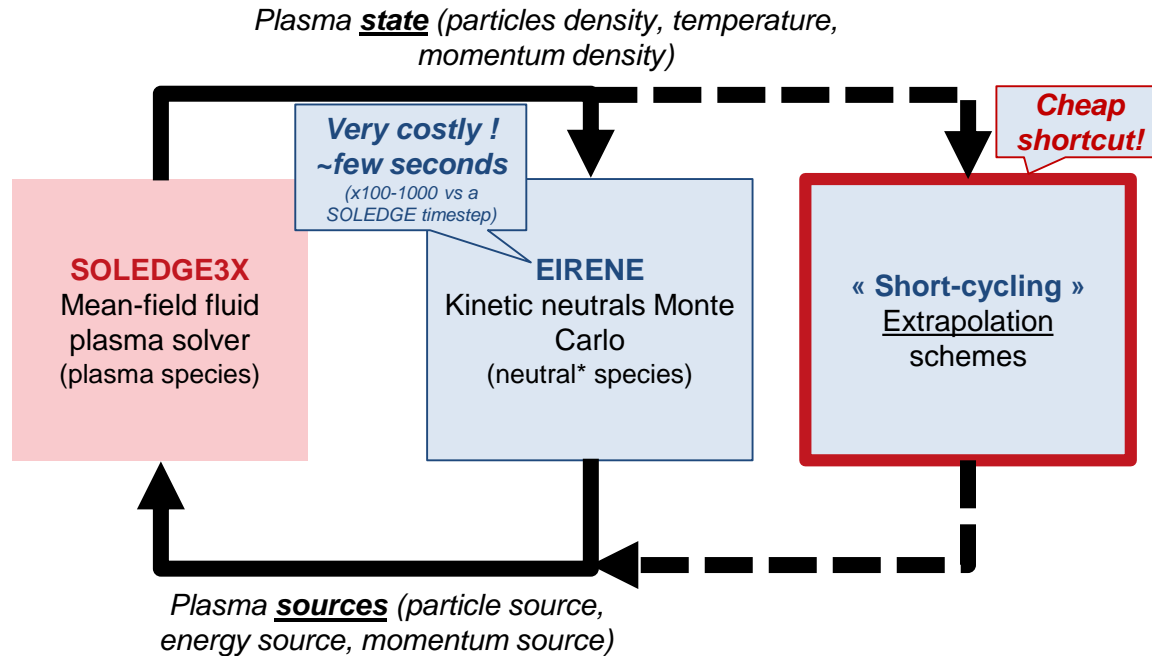 Plasma state (particles density, temperature,
momentum density)
Very costly !
~few seconds
(x100-1000 vs a
SOLEDGE timestep)
Cheap
shortcut!
SOLEDGE3X
Mean-field fluid
plasma solver
(plasma species)
EIRENE
Kinetic neutrals Monte
Carlo
(neutral* species)
« Short-cycling »
Extrapolation
schemes
Plasma sources (particle source,
energy source, momentum source)